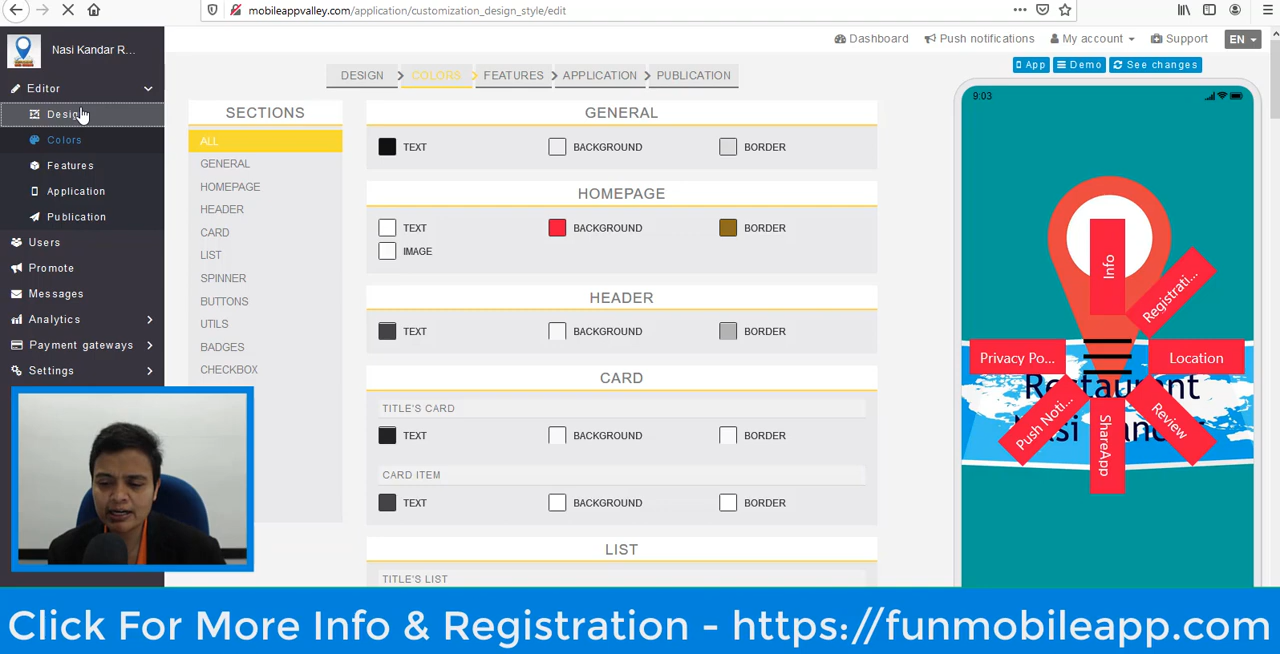 mobileappvalley.com/application/customization_design_style/edit
Nasi Kandar R...
Dashboard
Push notifications
My account
Support
EN
Editor
Design
Colors
Features
Application
Publication
Users
Promote
Messages
Analytics
Payment gateways
Settings
DESIGN
COLORS
FEATURES
APPLICATION
PUBLICATION
App
Demo
See changes
SECTIONS
ALL
GENERAL
HOMEPAGE
HEADER
CARD
LIST
SPINNER
BUTTONS
UTILS
BADGES
CHECKBOX
GENERAL
TEXT BACKGROUND BORDER
HOMEPAGE
TEXT BACKGROUND BORDER
IMAGE
HEADER
TEXT BACKGROUND BORDER
CARD
TITLE'S CARD
TEXT BACKGROUND BORDER
CARD ITEM
TEXT BACKGROUND BORDER
LIST
TITLE'S LIST
9:03
Info
Registrati...
Privacy Po...
Location
Restaurant
Push Noti...
ShareApp
Review
Click For More Info & Registration - https://funmobileapp.com